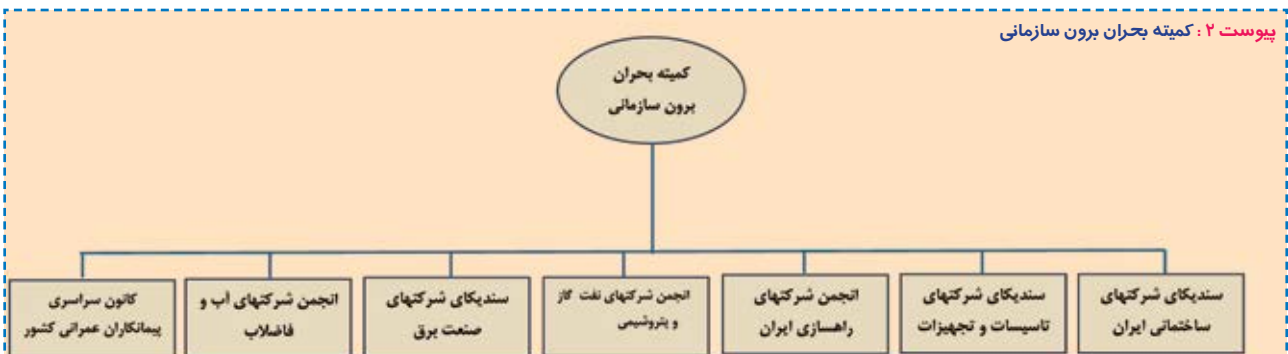 پیوست ۲ : کمیته بحران برون سازمانی
کمیته بحران
برون سازمانی
سندیکای شرکتهای
ساختمانی ایران
سندیکای شرکتهای
تاسیسات و تجهیزات
انجمن شرکتهای
راهسازی ایران
انجمن شرکتهای نفت گاز
و پتروشیمی
سندیکای شرکتهای
صنعت برق
انجمن شرکتهای آب و
فاضلاب
کانون سراسری
پیمانکاران عمرانی کشور